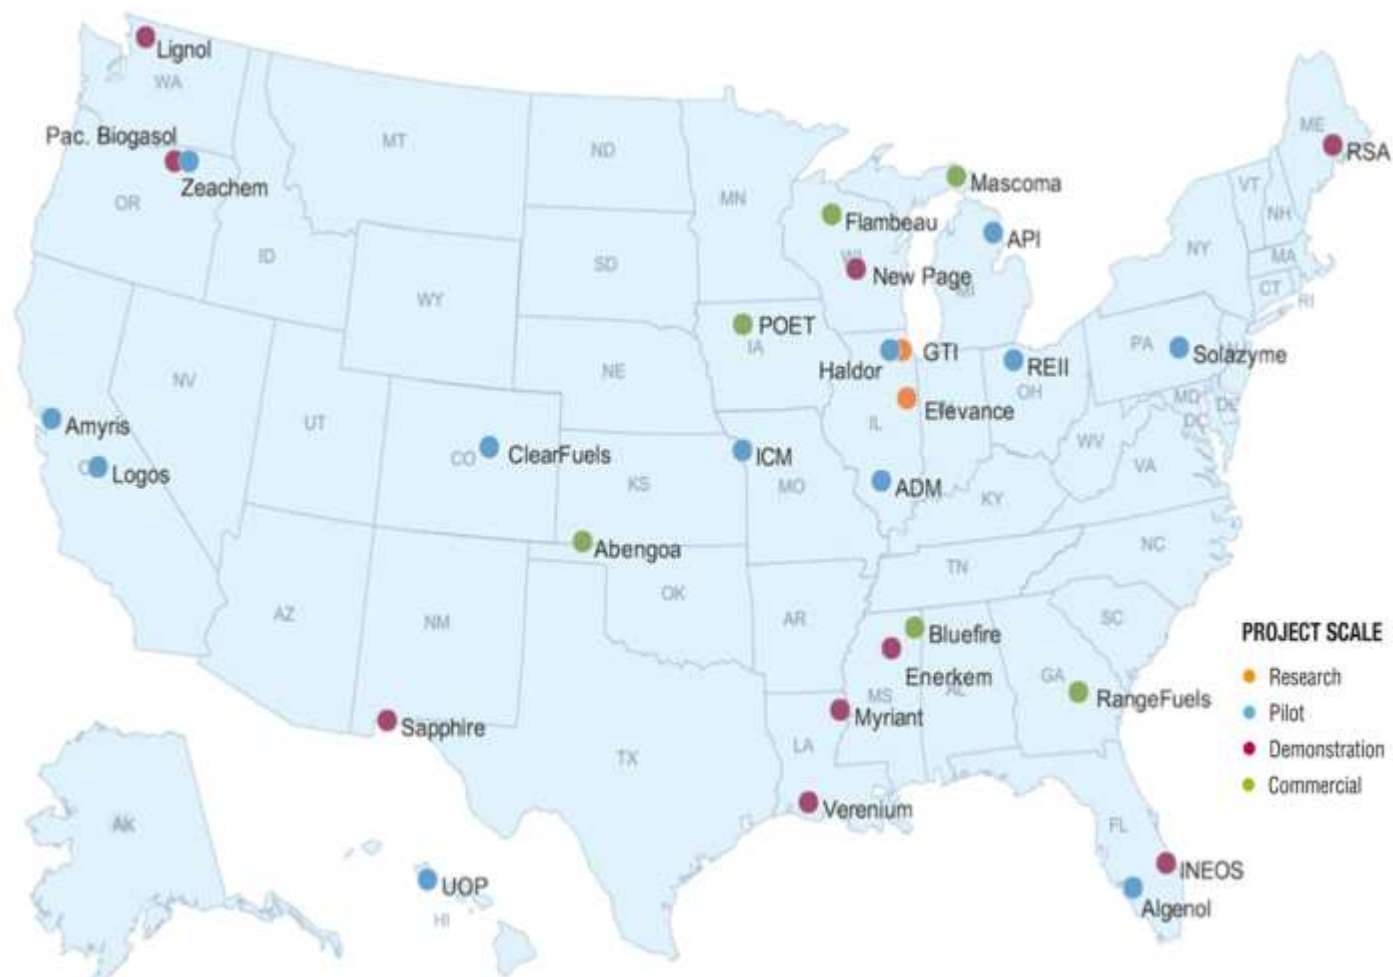 Lignol
WA
Pac. Biogasol
Zeachem
OR
MT
ND
ID
MN
SD
WY
Mascoma
Flambeau
API
New Page
ME
RSA
VT
NH
NY
MA
CT
RI
POET
IA
NE
NV
UT
Haldor
GTI
REII
OH
PA
Solazyme
Elevance
IL
MD
DE
DC
WV
VA
Amyris
Logos
CO
ClearFuels
KS
ICM
MO
ADM
KY
Abengoa
OK
TN
NC
AZ
NM
AR
SC
Bluefire
Enerkem
MS
AL
GA
RangeFuels
Sapphire
Myriant
LA
TX
Verenium
FL
INEOS
Algenol
AK
UOP
HI
PROJECT SCALE
Research
Pilot
Demonstration
Commercial